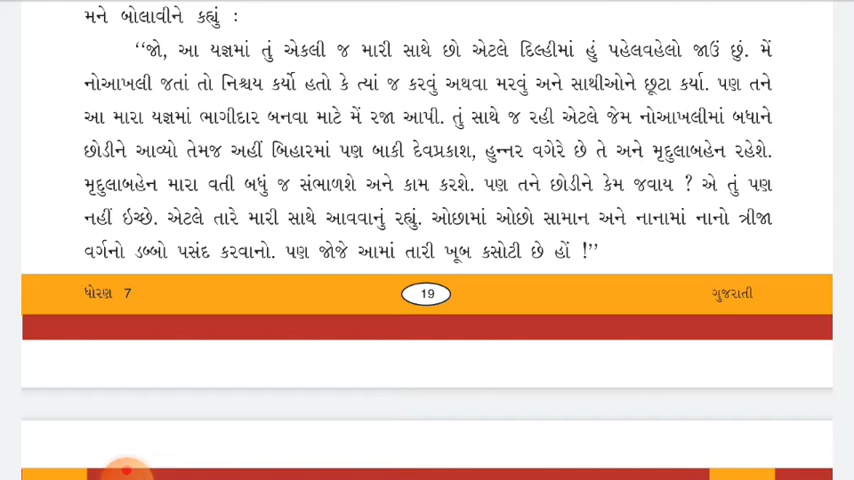 મને બોલાવીને કહ્યું :
“જો, આ યજ્ઞમાં તું એકલી જ મારી સાથે છો એટલે દિલ્હીમાં હું પહેલવહેલો જાઉં છું. મેં
નોઆખલી જતાં તો નિશ્ચય કર્યો હતો કે ત્યાં જ કરવું અથવા મરવું અને સાથીઓને છૂટા કર્યા. પણ તને
આ મારા યજ્ઞમાં ભાગીદાર બનવા માટે મેં રજા આપી. તું સાથે જ રહી એટલે જેમ નોઆખલીમાં બધાને
છોડીને આવ્યો તેમજ અહીં બિહારમાં પણ બાકી દેવપ્રકાશ, હુન્નર વગેરે છે તે અને મૃદુલાબહેન રહેશે.
મૃદુલાબહેન મારા વતી બધું જ સંભાળશે અને કામ કરશે. પણ તને છોડીને કેમ જવાય ? એ તું પણ
નહીં ઇચ્છે. એટલે તારે મારી સાથે આવવાનું રહ્યું. ઓછામાં ઓછો સામાન અને નાનામાં નાનો ત્રીજા
વર્ગનો ડબ્બો પસંદ કરવાનો. પણ જોજે આમાં તારી ખૂબ કસોટી છે હોં !”
ધોરણ 7 19 ગુજરાતી